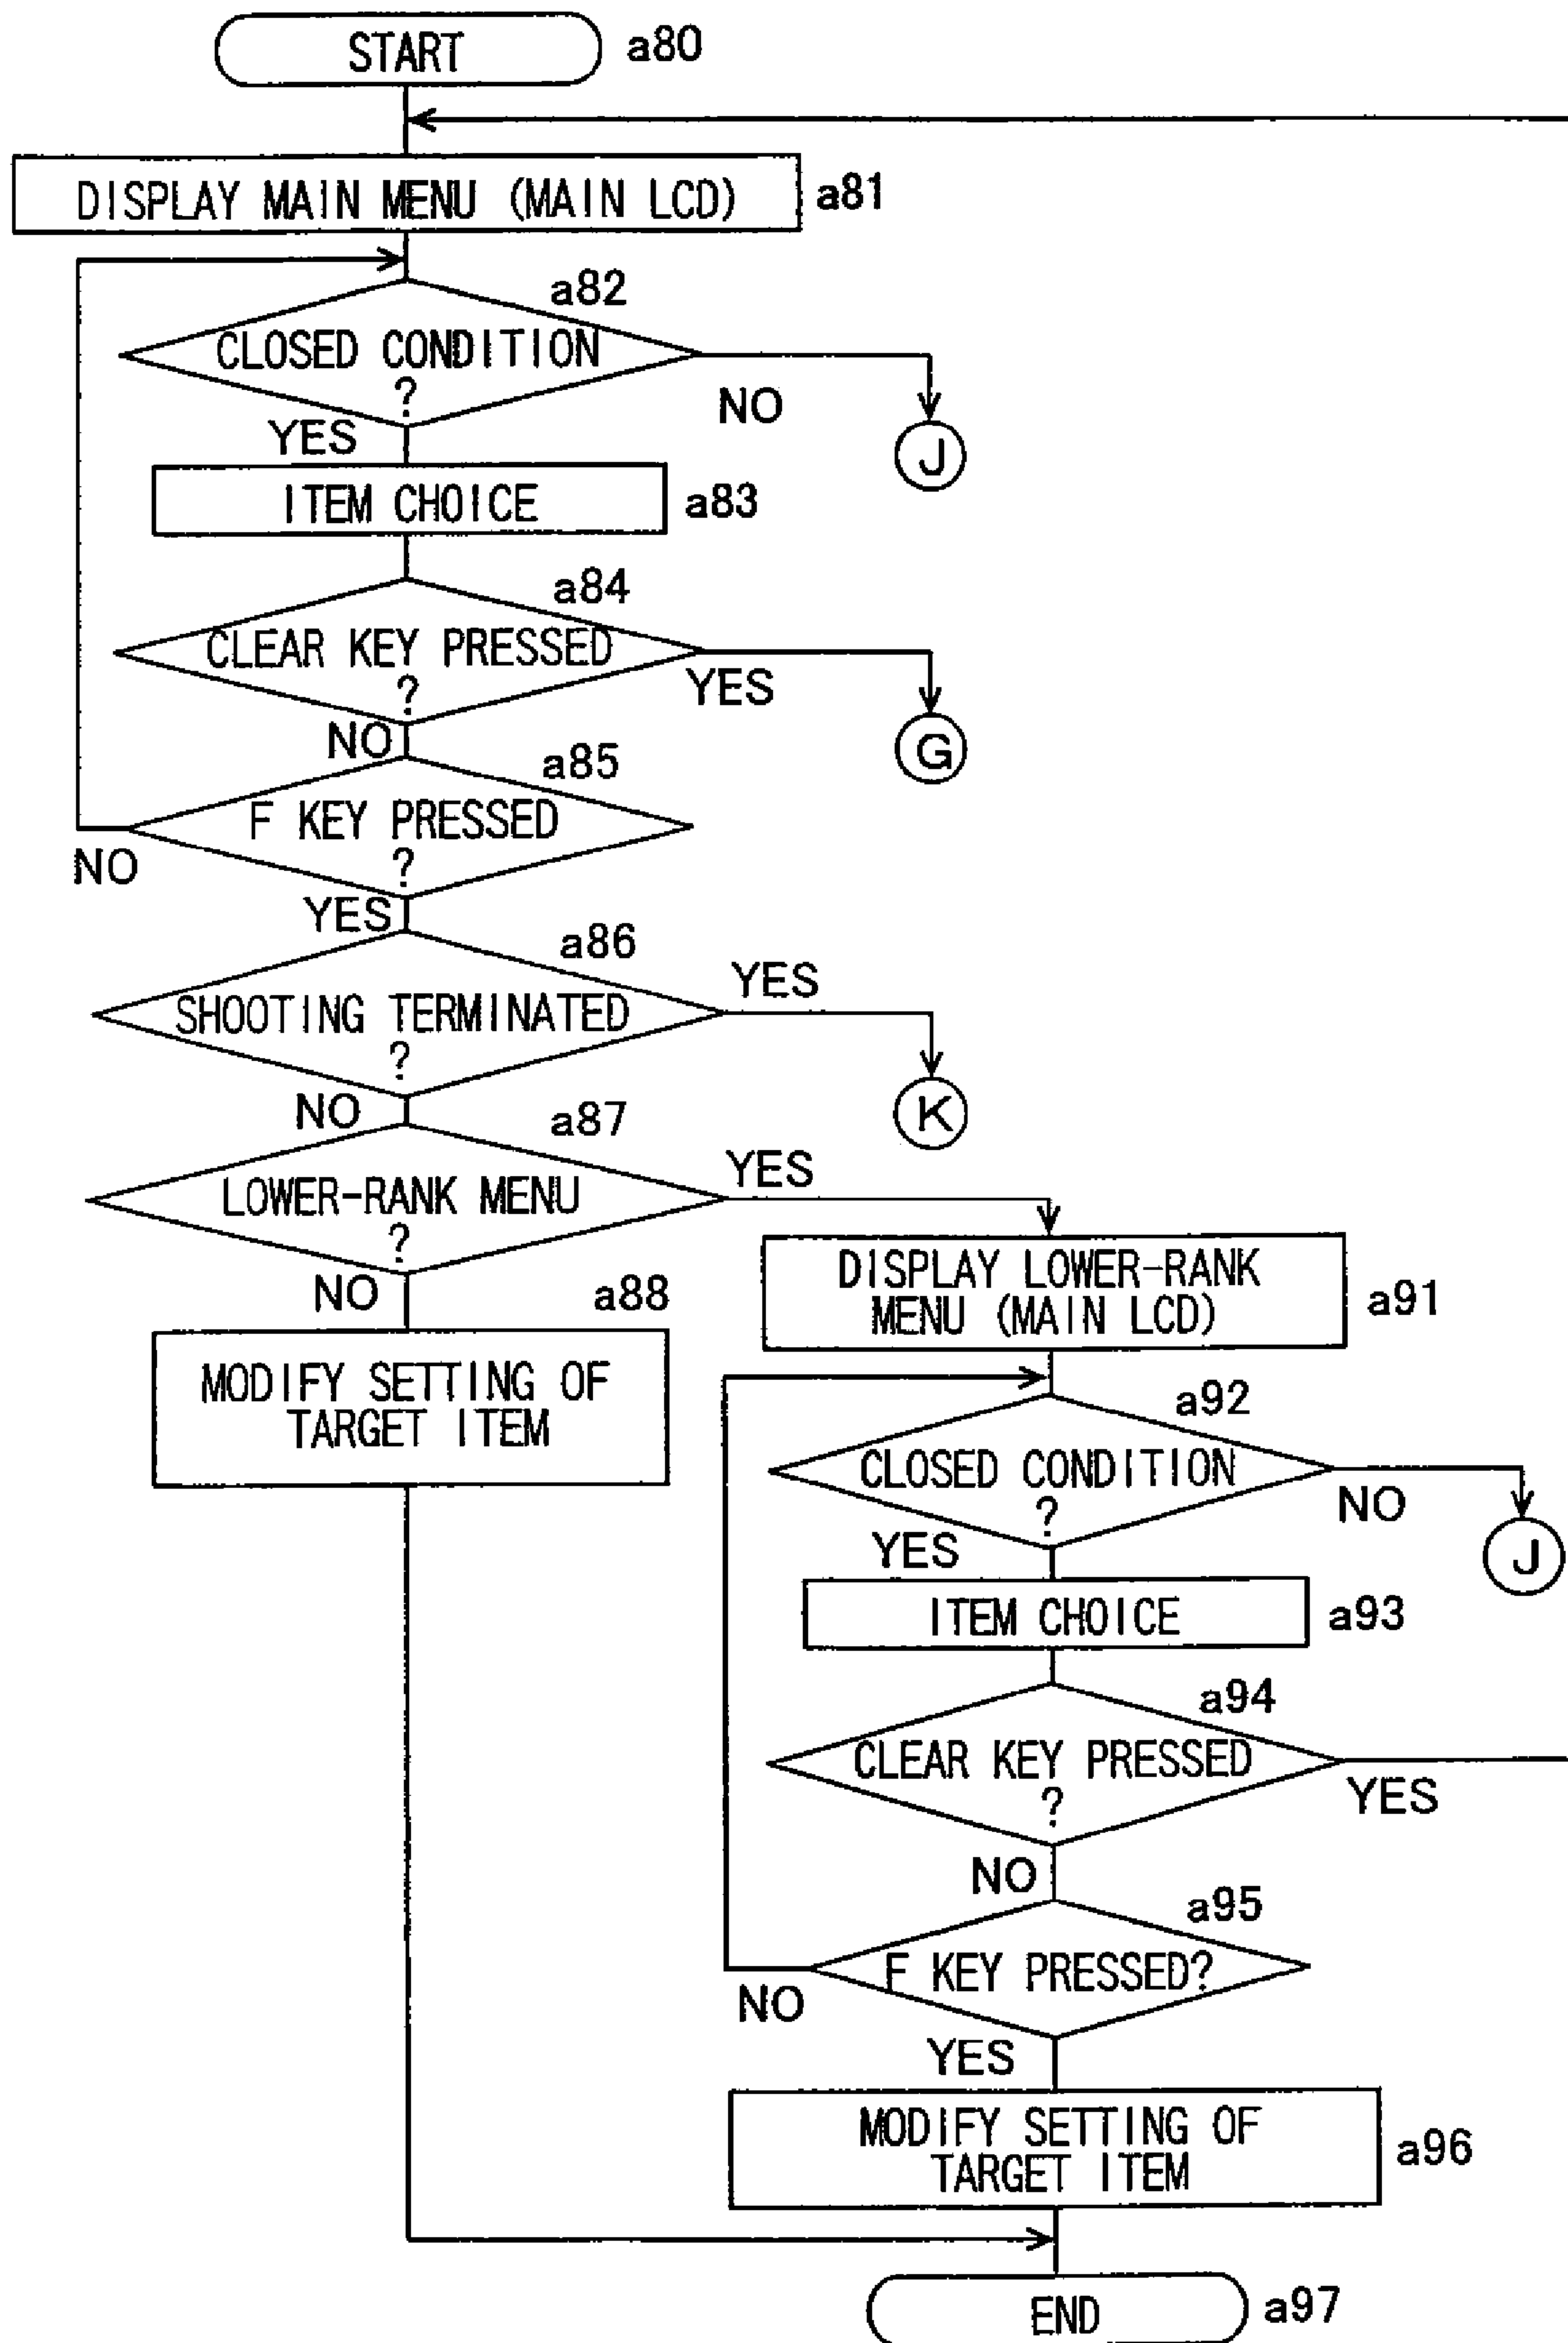 START a80
DISPLAY MAIN MENU (MAIN LCD) a81
a82
CLOSED CONDITION
?
NO
YES
J
ITEM CHOICE a83
a84
CLEAR KEY PRESSED
?
YES
NO
G
a85
F KEY PRESSED
?
NO
YES
a86
SHOOTING TERMINATED
?
YES
NO
K
a87
LOWER-RANK MENU
?
YES
NO
a88
MODIFY SETTING OF
TARGET ITEM
DISPLAY LOWER-RANK
MENU (MAIN LCD)
a91
a92
CLOSED CONDITION
?
NO
YES
J
ITEM CHOICE a93
a94
CLEAR KEY PRESSED
?
YES
NO
a95
F KEY PRESSED?
NO
YES
MODIFY SETTING OF
TARGET ITEM
a96
END a97